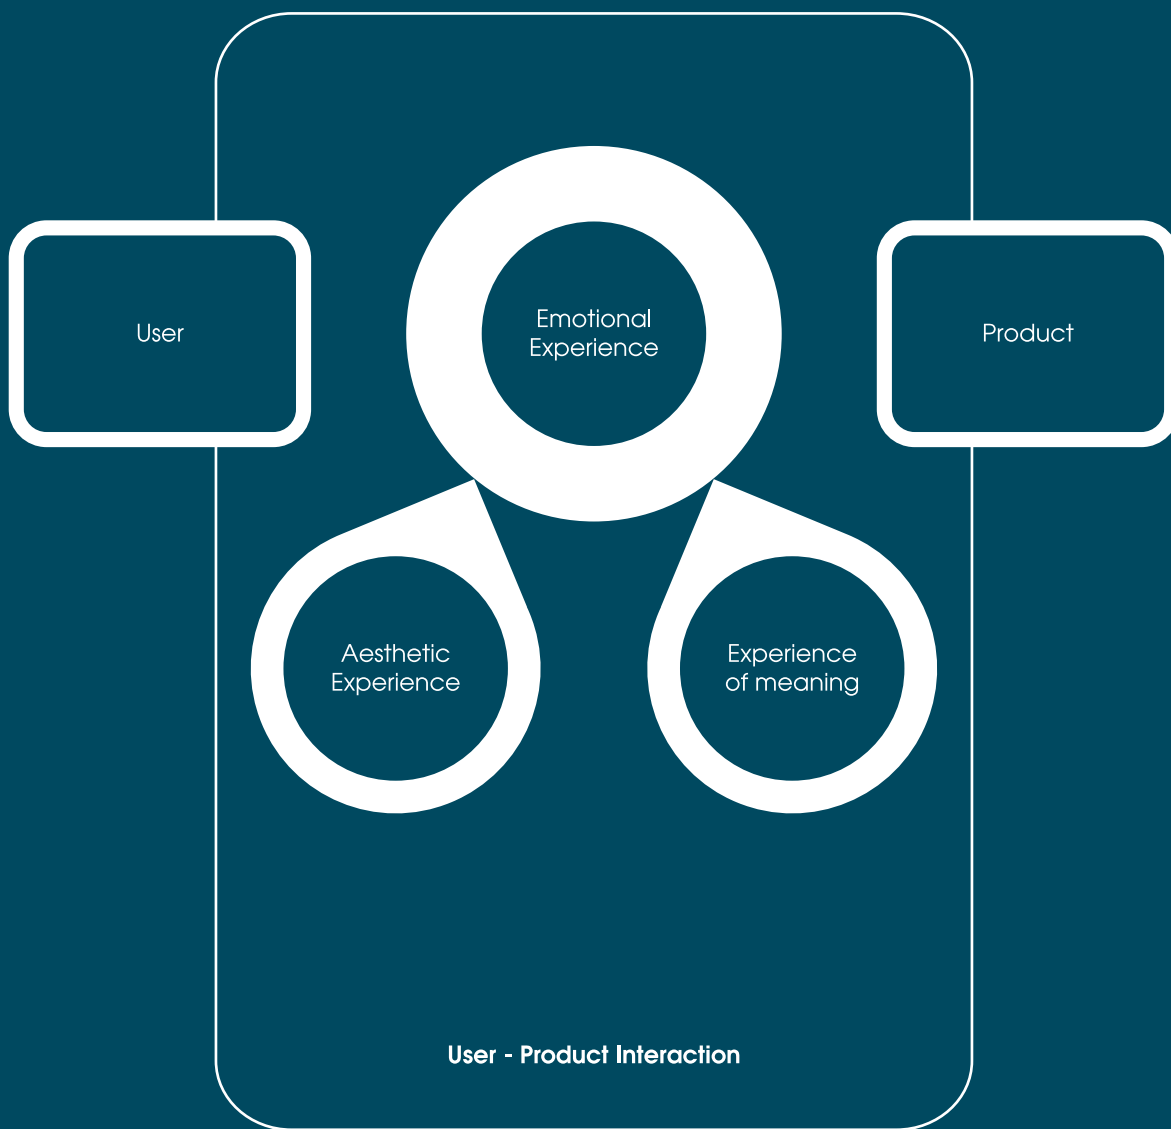 User
Emotional
Experience
Product
Aesthetic
Experience
Experience
of meaning
User - Product Interaction